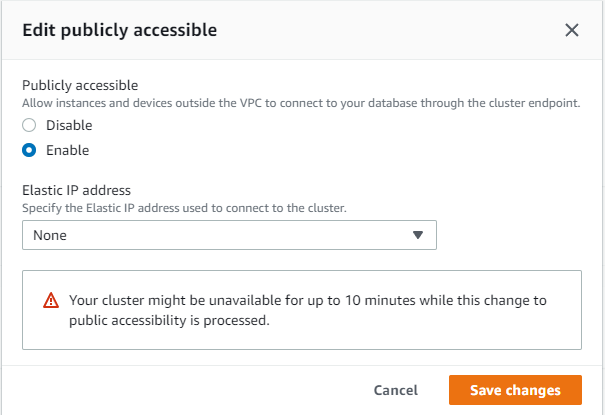 Edit publicly accessible
Publicly accessible
Allow instances and devices outside the VPC to connect to your database through the cluster endpoint.
Disable
Enable
Elastic IP address
Specify the Elastic IP address used to connect to the cluster.
None
Your cluster might be unavailable for up to 10 minutes while this change to
public accessibility is processed.
Cancel
Save changes